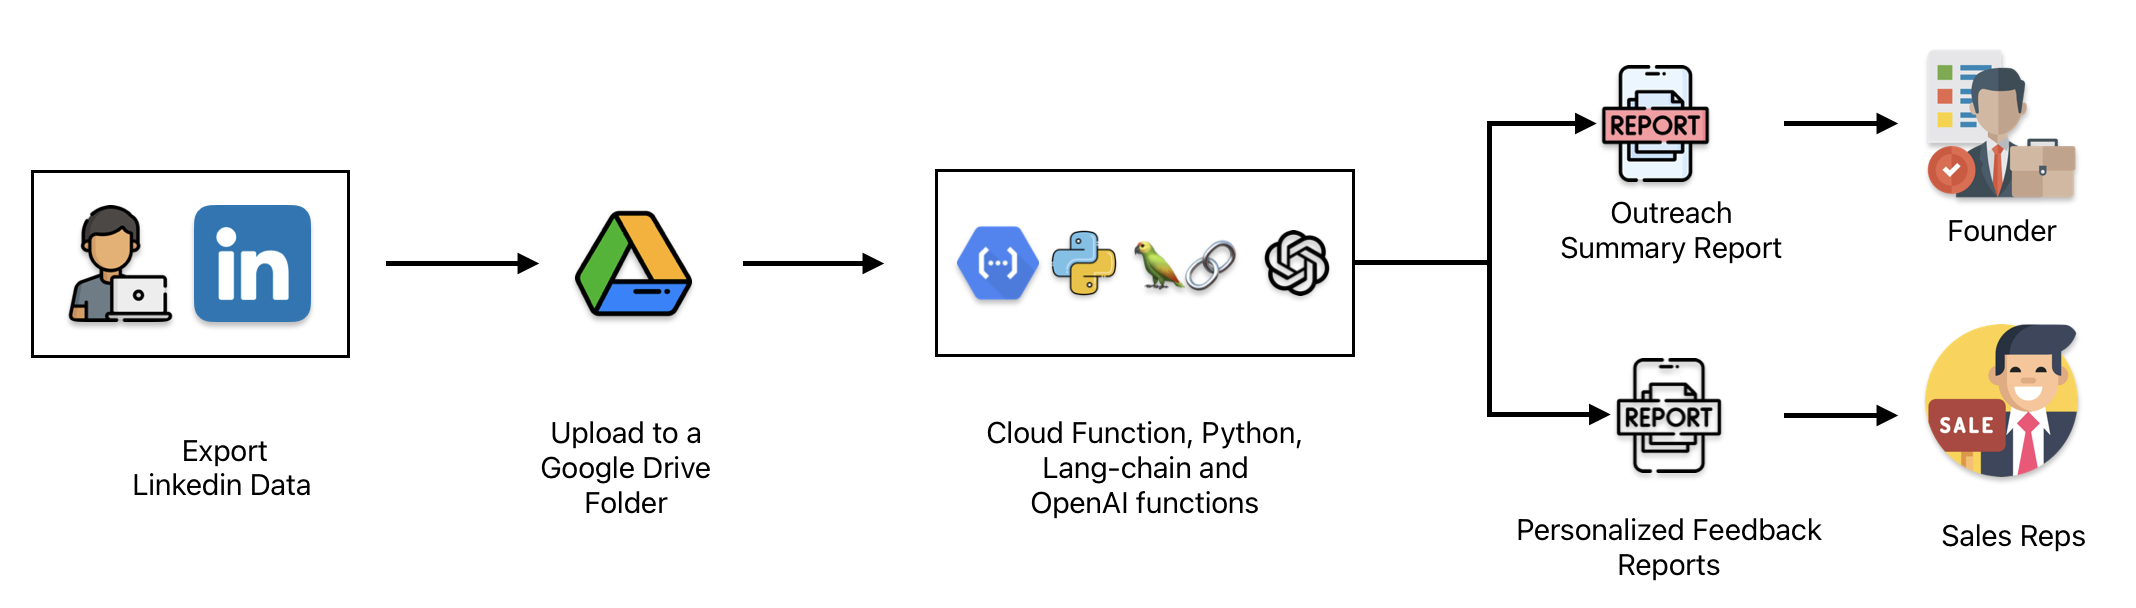 in
Export
Linkedin Data
Upload to a
Google Drive
Folder
Cloud Function, Python,
Lang-chain and
OpenAI functions
REPORT
Outreach
Summary Report
Founder
REPORT
Personalized Feedback
Reports
SALE
Sales Reps